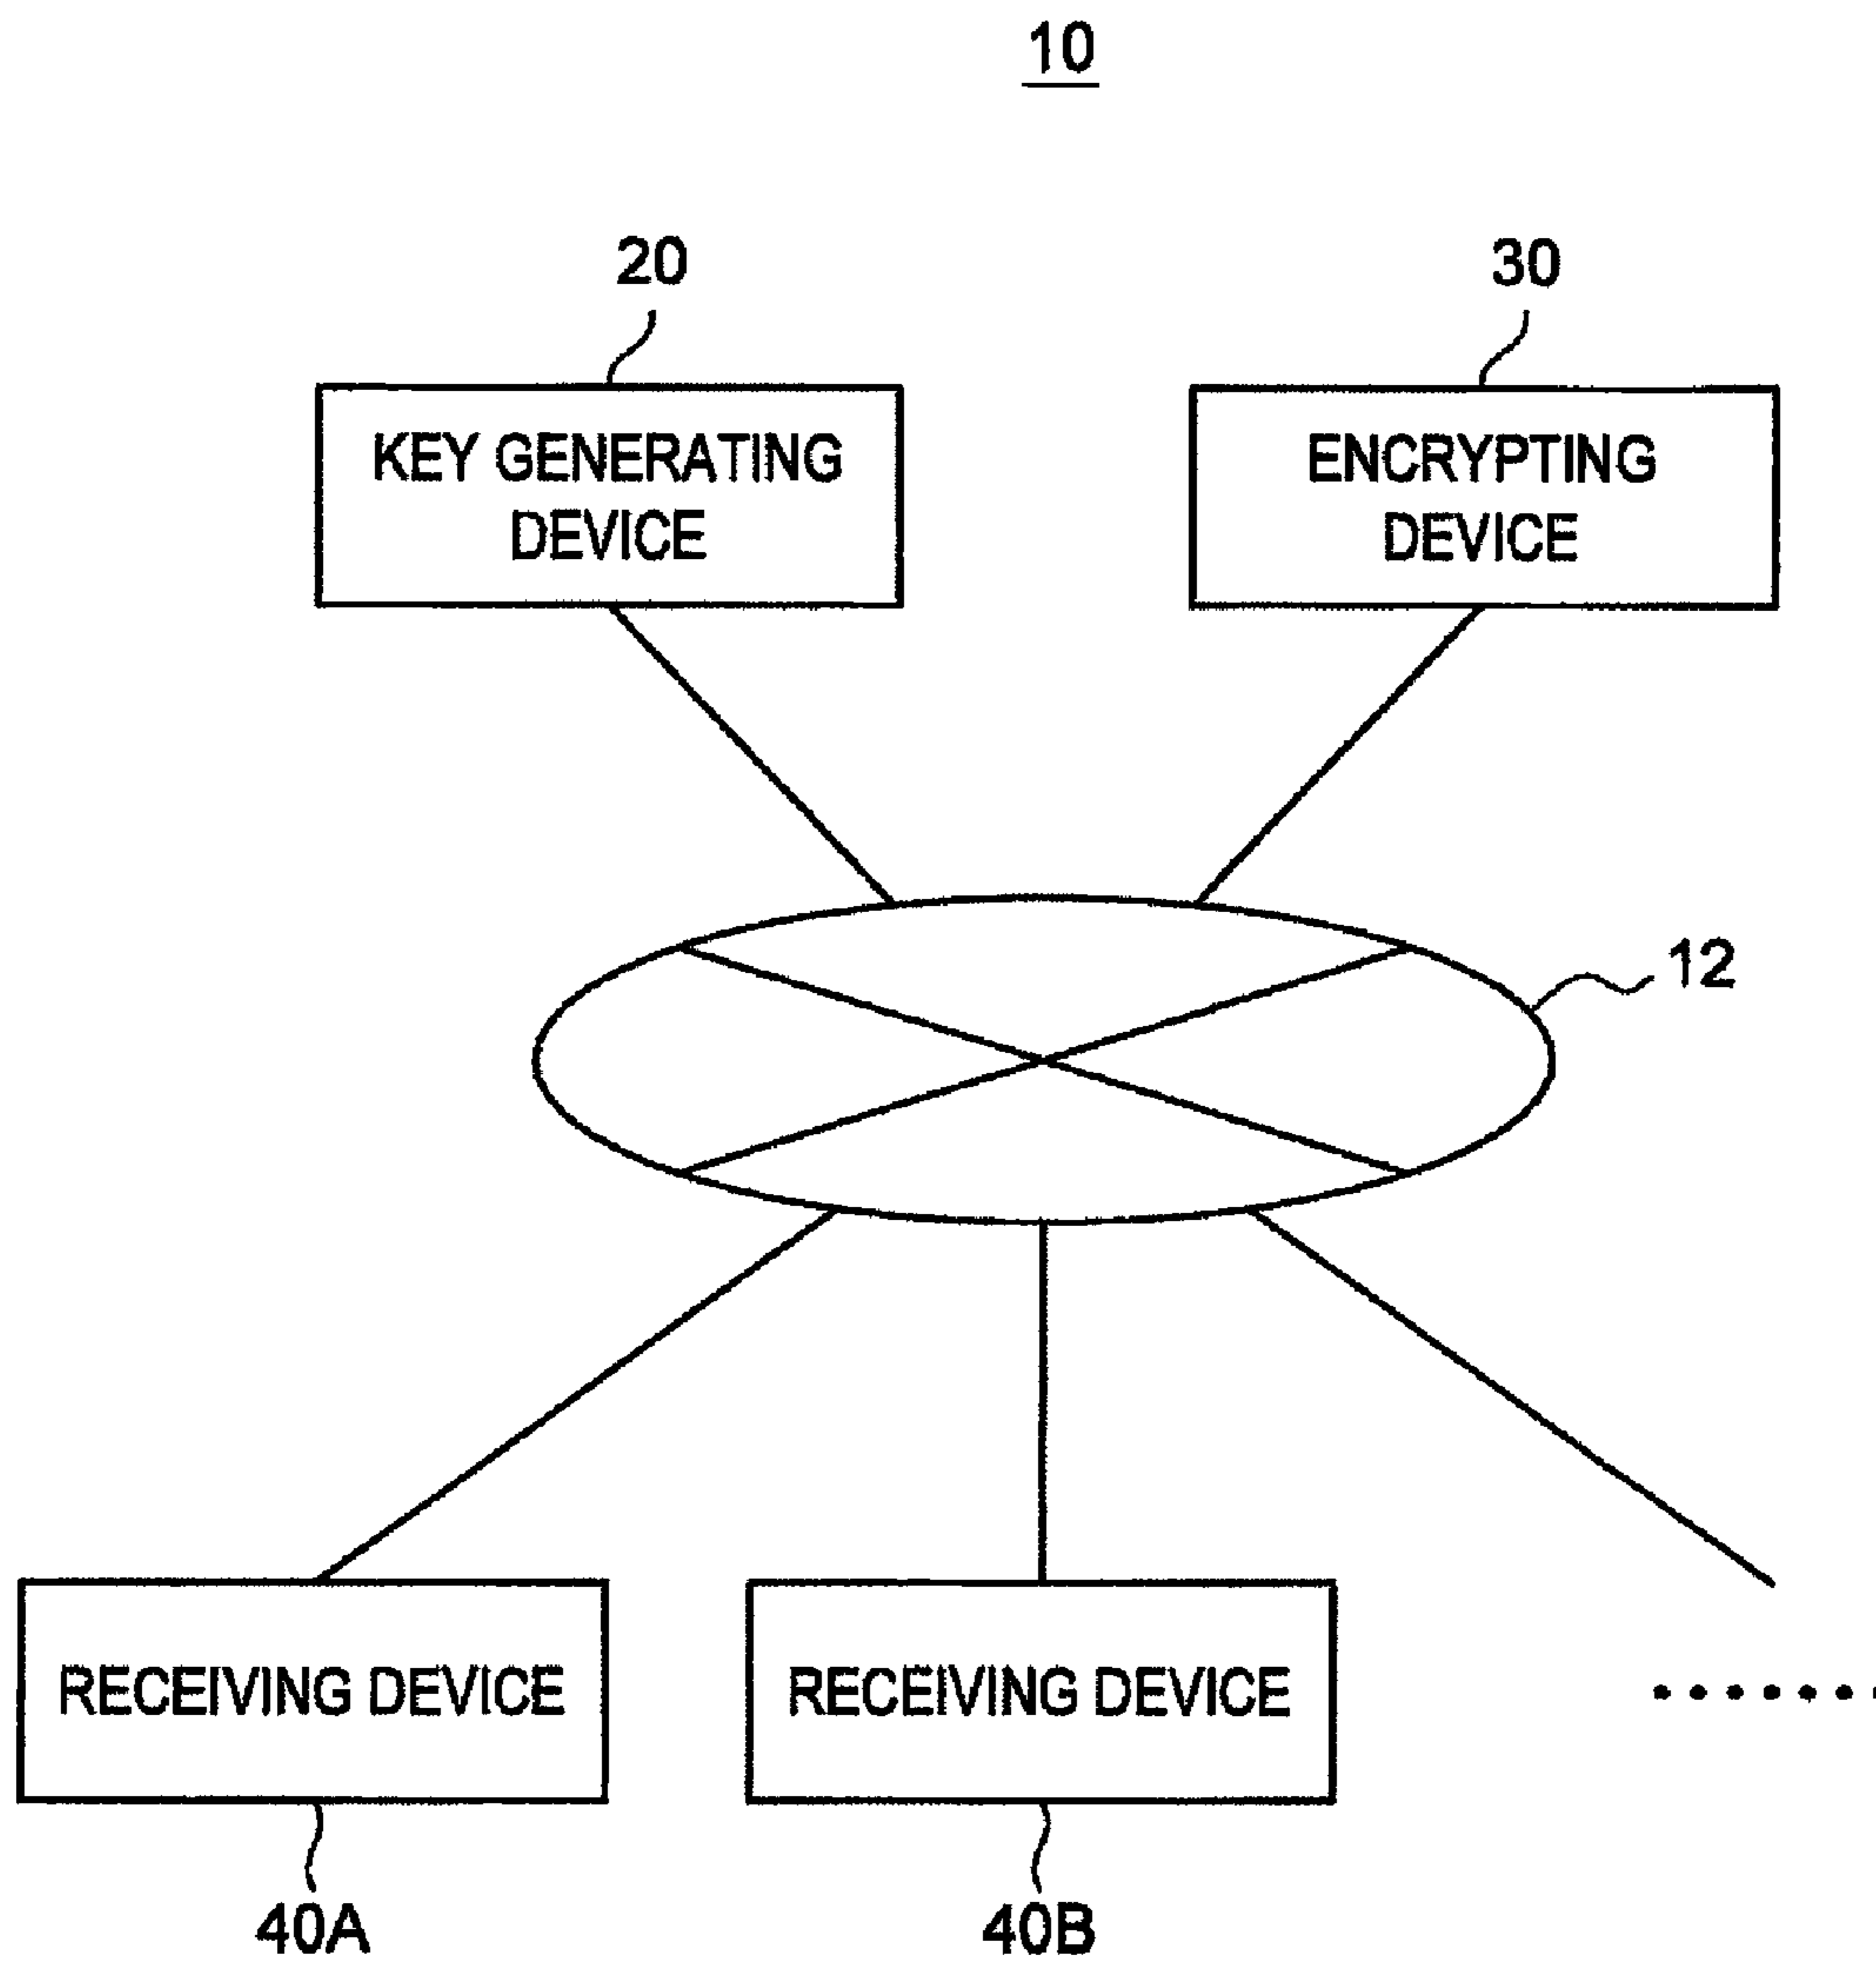 10
20
30
KEY GENERATING
DEVICE
ENCRYPTING
DEVICE
12
RECEIVING DEVICE
RECEIVING DEVICE
40A
40B